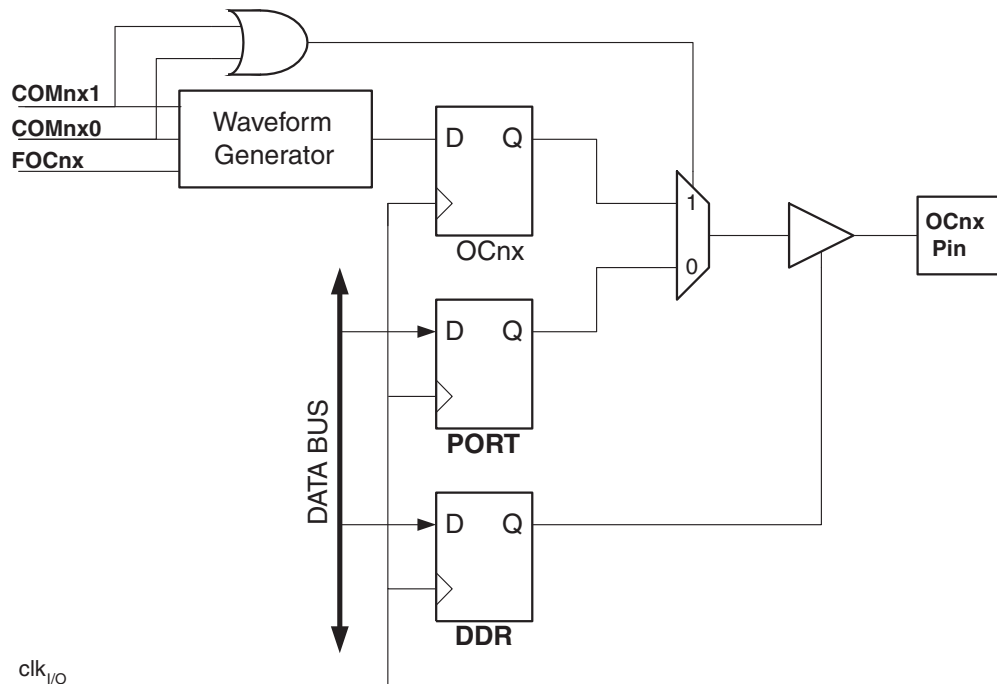 COMnx1
COMnx0
FOCnx
Waveform
Generator
D Q
OCnx
1
0
OCnx
Pin
D Q
PORT
DATA BUS
D Q
DDR
clkI/O